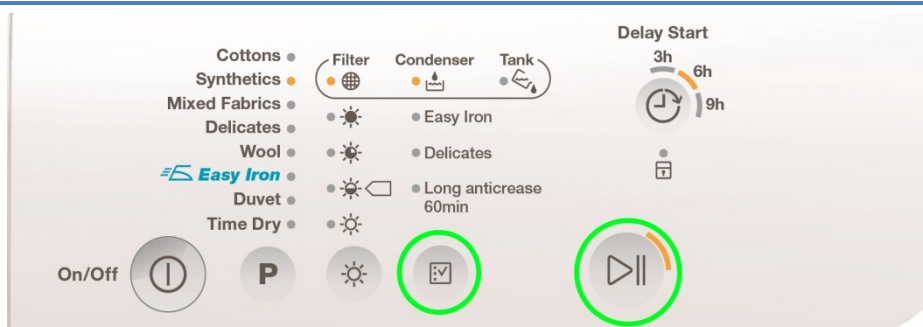 Delay Start
3h
6h
9h
Cottons
Synthetics
Mixed Fabrics
Delicates
Wool
Easy Iron
Duvet
Time Dry
Filter Condenser Tank
Easy Iron
Delicates
Long anticrease
60min
On/Off
P